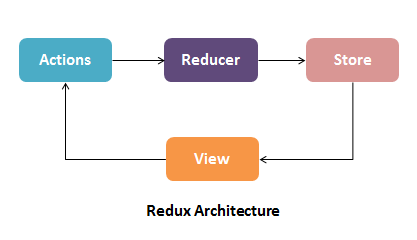 Actions
Reducer
Store
View
Redux Architecture